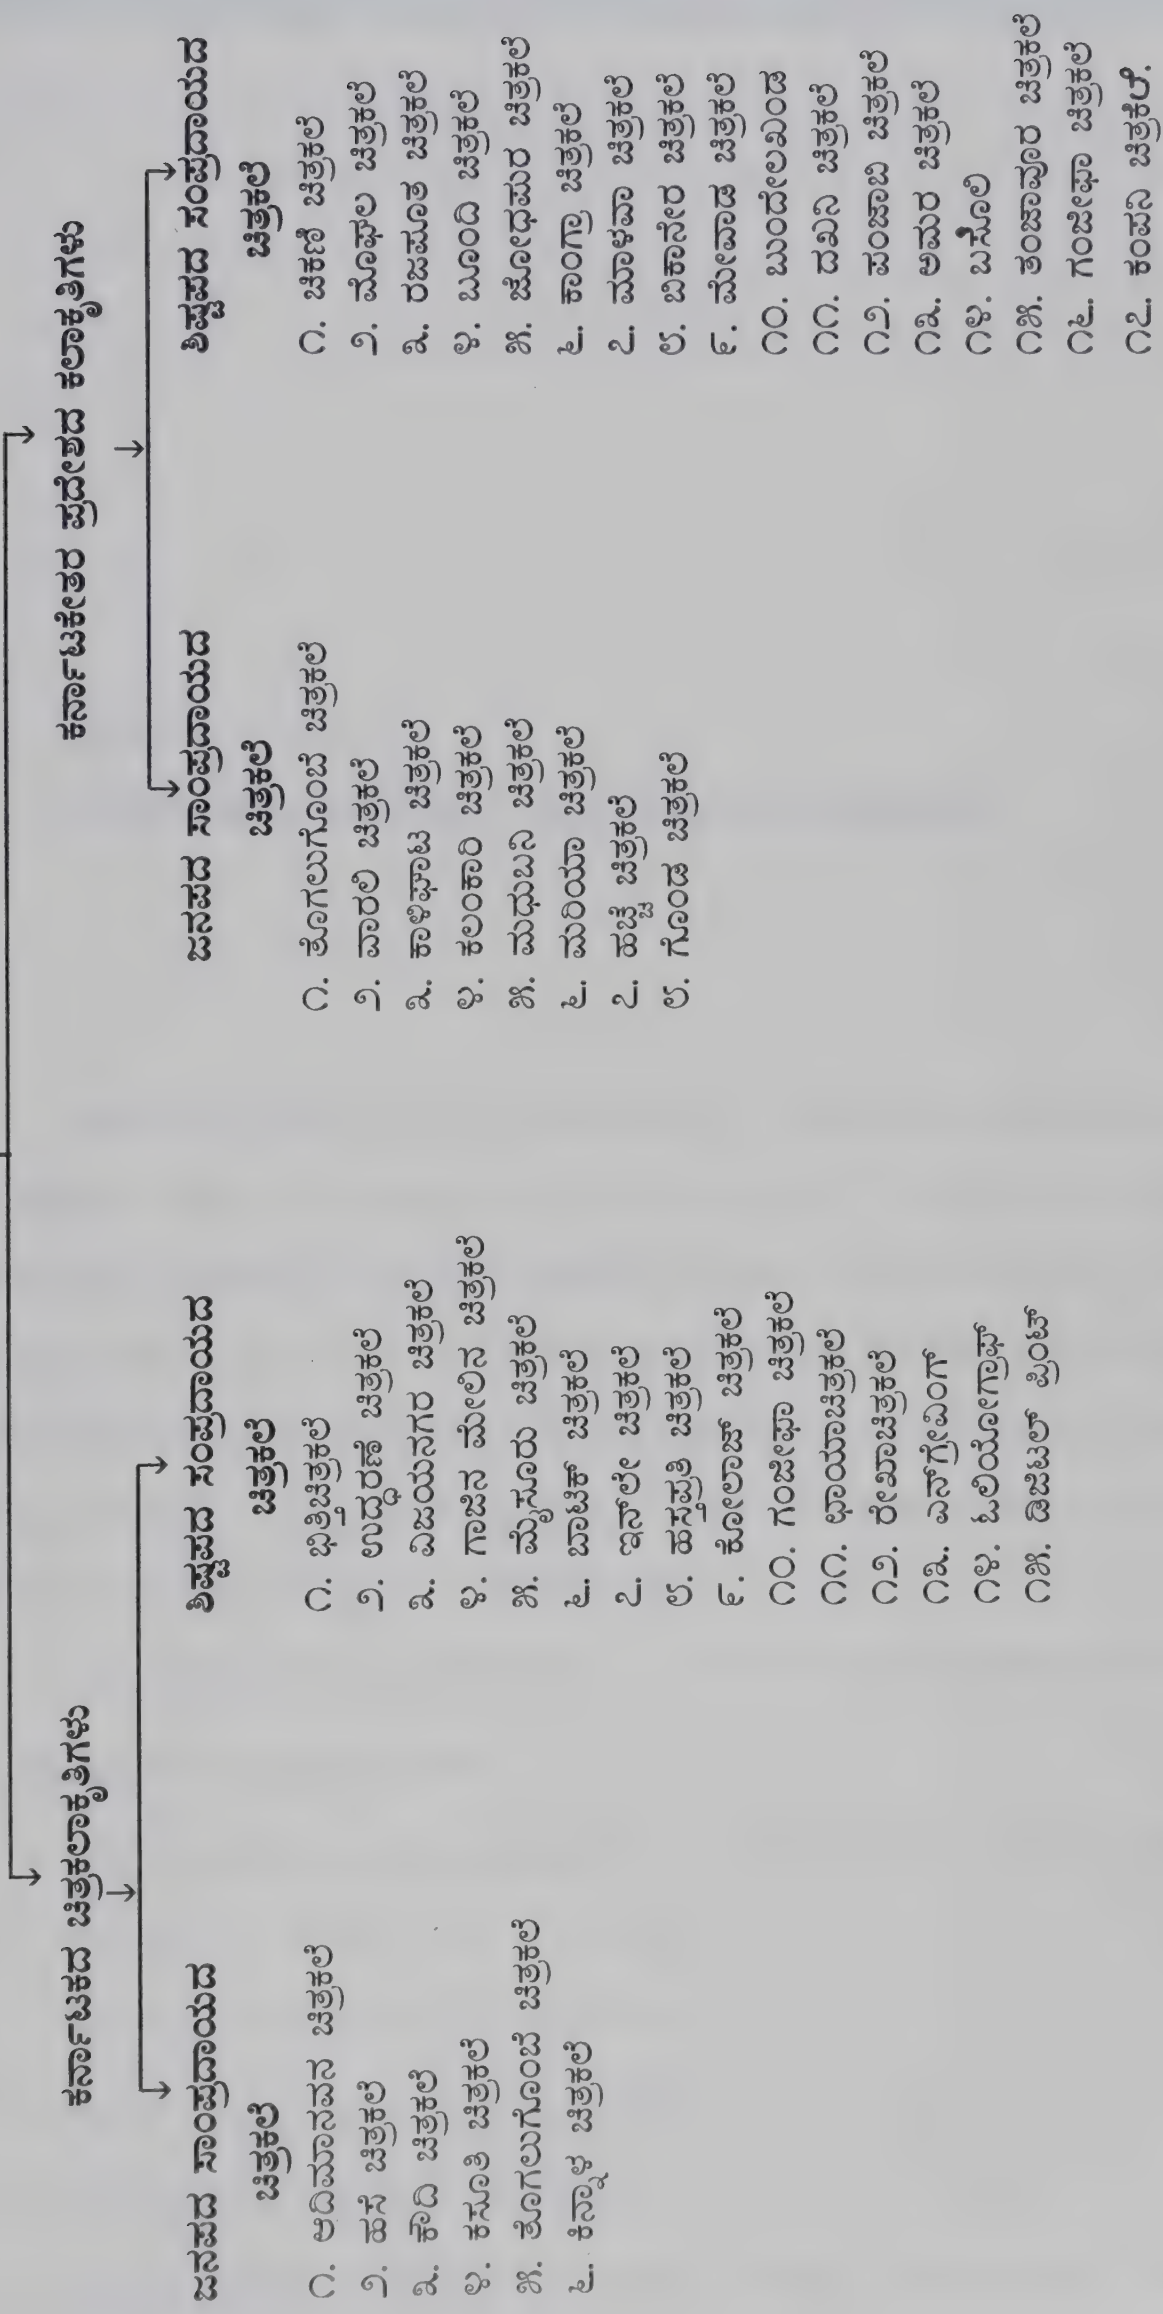 ಕರ್ನಾಟಕದ ಚಿತ್ರಕಲಾಕೃತಿಗಳು
ಜನಪದ ಸಾಂಪ್ರದಾಯದ
ಚಿತ್ರಕಲೆ
೧. ಆದಿಮಾನವನ ಚಿತ್ರಕಲೆ
೨. ಹಸೆ ಚಿತ್ರಕಲೆ
೩. ಕೌದಿ ಚಿತ್ರಕಲೆ
೪. ಕಸೂತಿ ಚಿತ್ರಕಲೆ
೫. ತೊಗಲುಗೊಂಬೆ ಚಿತ್ರಕಲೆ
೬. ಕಿನ್ನಾಳ ಚಿತ್ರಕಲೆ
ಶಿಷ್ಟಪದ ಸಂಪ್ರದಾಯದ
ಚಿತ್ರಕಲೆ
೧. ಭಿತ್ತಿಚಿತ್ರಕಲೆ
೨. ಉದ್ಧರಣೆ ಚಿತ್ರಕಲೆ
೩. ವಿಜಯನಗರ ಚಿತ್ರಕಲೆ
೪. ಗಾಜಿನ ಮೇಲಿನ ಚಿತ್ರಕಲೆ
೫. ಮೈಸೂರು ಚಿತ್ರಕಲೆ
೬. ಬಾಟಿಕ್ ಚಿತ್ರಕಲೆ
೭. ಇನ್‌ಲೇ ಚಿತ್ರಕಲೆ
೮. ಹಸ್ತಪ್ರತಿ ಚಿತ್ರಕಲೆ
೯. ಕೋಲಾಜ್ ಚಿತ್ರಕಲೆ
೧೦. ಗಂಜೀಫಾ ಚಿತ್ರಕಲೆ
೧೧. ಛಾಯಾಚಿತ್ರಕಲೆ
೧೨. ರೇಖಾಚಿತ್ರಕಲೆ
೧೩. ಎನ್‌ಗ್ರೇವಿಂಗ್
೧೪. ಓಲಿಯೋಗ್ರಾಫ್
೧೫. ಡಿಜಿಟಲ್ ಪ್ರಿಂಟ್
ಕರ್ನಾಟಕೇತರ ಪ್ರದೇಶದ ಕಲಾಕೃತಿಗಳು
ಜನಪದ ಸಾಂಪ್ರದಾಯದ
ಚಿತ್ರಕಲೆ
೧. ತೊಗಲುಗೊಂಬೆ ಚಿತ್ರಕಲೆ
೨. ವಾರಲಿ ಚಿತ್ರಕಲೆ
೩. ಕಾಳಿಘಾಟ ಚಿತ್ರಕಲೆ
೪. ಕಲಂಕಾರಿ ಚಿತ್ರಕಲೆ
೫. ಮಧುಬನಿ ಚಿತ್ರಕಲೆ
೬. ಮರಿಯಾ ಚಿತ್ರಕಲೆ
೭. ಹಚ್ಚೆ ಚಿತ್ರಕಲೆ
೮. ಗೊಂಡ ಚಿತ್ರಕಲೆ
ಶಿಷ್ಟಪದ ಸಂಪ್ರದಾಯದ
ಚಿತ್ರಕಲೆ
೧. ಚಿಕಣಿ ಚಿತ್ರಕಲೆ
೨. ಮೊಘಲ ಚಿತ್ರಕಲೆ
೩. ರಜಪೂತ ಚಿತ್ರಕಲೆ
೪. ಬೂಂದಿ ಚಿತ್ರಕಲೆ
೫. ಜೋಧಪುರ ಚಿತ್ರಕಲೆ
೬. ಕಾಂಗ್ರಾ ಚಿತ್ರಕಲೆ
೭. ಮಾಳವಾ ಚಿತ್ರಕಲೆ
೮. ಬಿಕಾನೇರ ಚಿತ್ರಕಲೆ
೯. ಮೇವಾಡ ಚಿತ್ರಕಲೆ
೧೦. ಬುಂದೇಲಖಂಡ
೧೧. ದಖನಿ ಚಿತ್ರಕಲೆ
೧೨. ಪಂಜಾಬಿ ಚಿತ್ರಕಲೆ
೧೩. ಅಮರ ಚಿತ್ರಕಲೆ
೧೪. ಬಸೊಲಿ
೧೫. ತಂಜಾವೂರ ಚಿತ್ರಕಲೆ
೧೬. ಗಂಜೀಫಾ ಚಿತ್ರಕಲೆ
೧೭. ಕಂಪನಿ ಚಿತ್ರಕಲೆ.